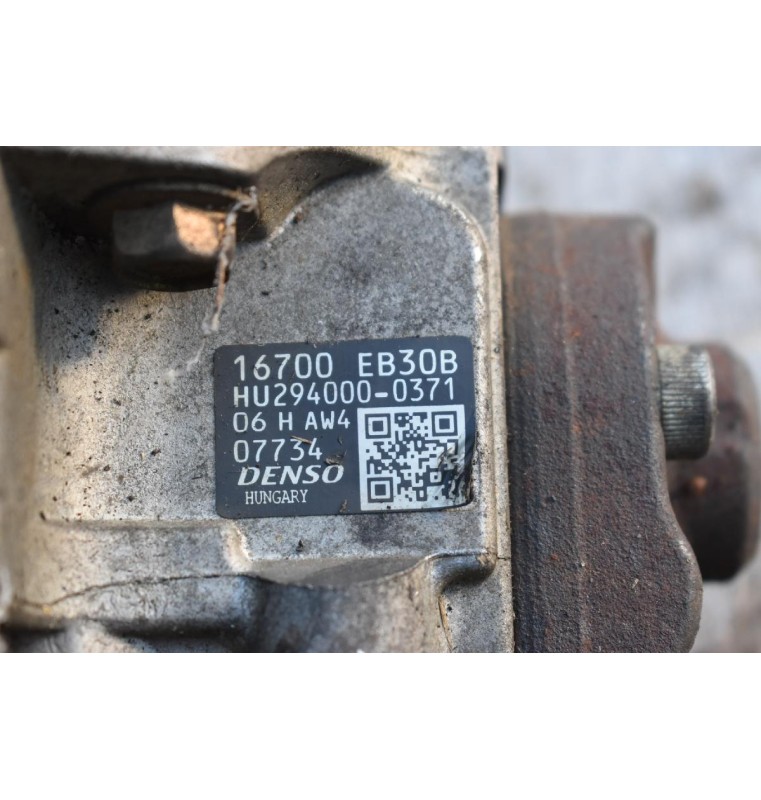 16700 EB30B
HU294000-0371
06 H AW4
07734
DENSO
HUNGARY